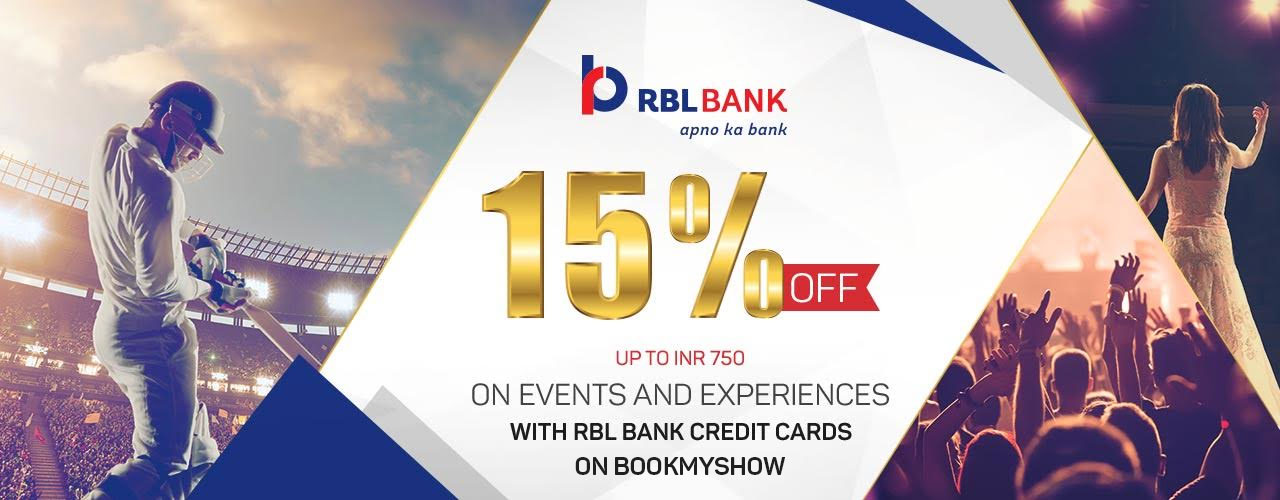 RBL BANK
apno ka bank
15% OFF
UP TO INR 750
ON EVENTS AND EXPERIENCES
WITH RBL BANK CREDIT CARDS
ON BOOKMYSHOW